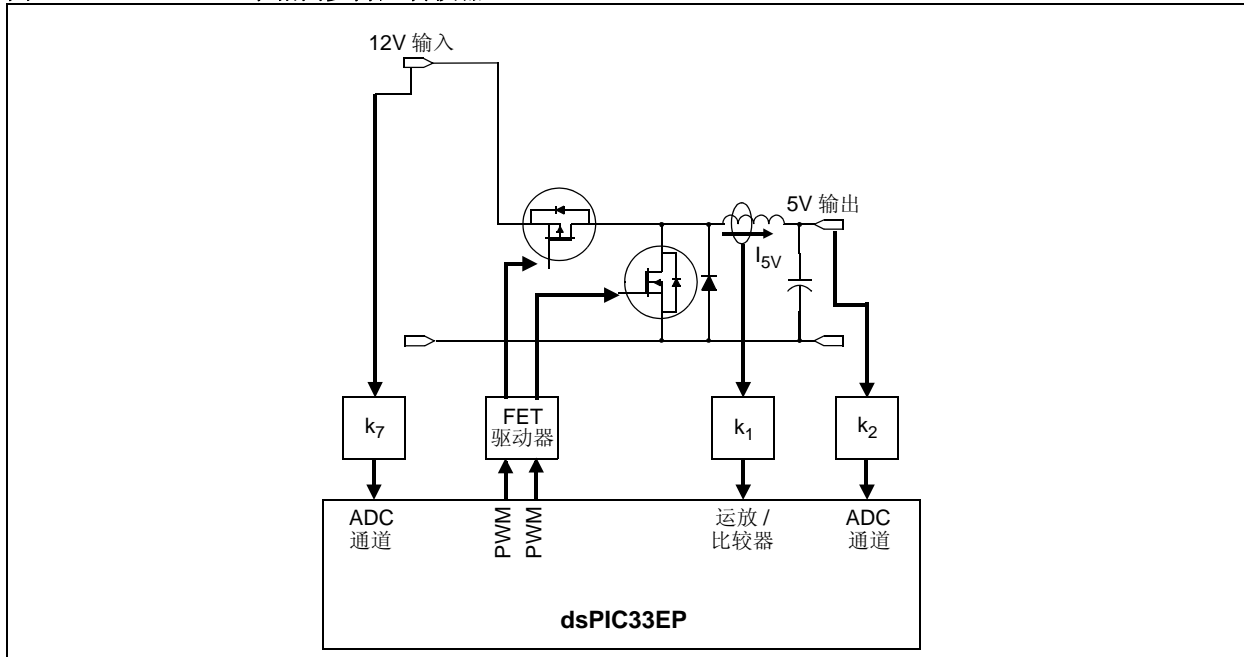 12V 输入
5V 输出
I5V
k7
FET
驱动器
k1
k2
ADC
通道
PWM
PWM
运放 /
比较器
ADC
通道
dsPIC33EP